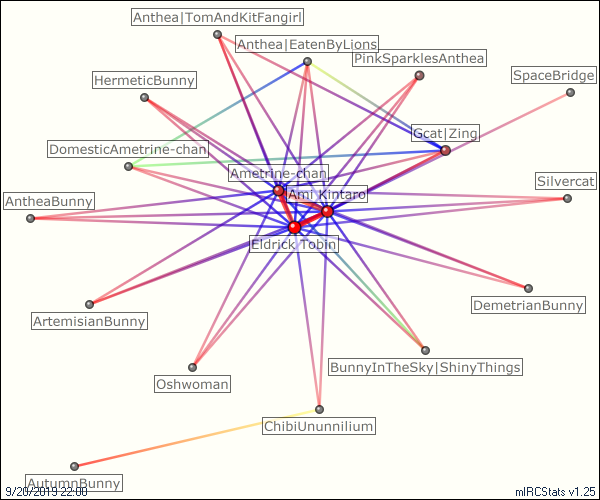 Anthea|TomAndKitFangirl
Anthea|EatenByLions
PinkSparklesAnthea
SpaceBridge
HermeticBunny
Gcat|Zing
DomesticAmetrine-chan
Ametrine-chan
Silvercat
Ami Kintaro
AntheaBunny
Eldrick Tobin
DemetrianBunny
ArtemisianBunny
BunnyInTheSky|ShinyThings
Oshwoman
ChibiUnunnilium
AutumnBunny
9/20/2019 22:00
mIRCStats v1.25